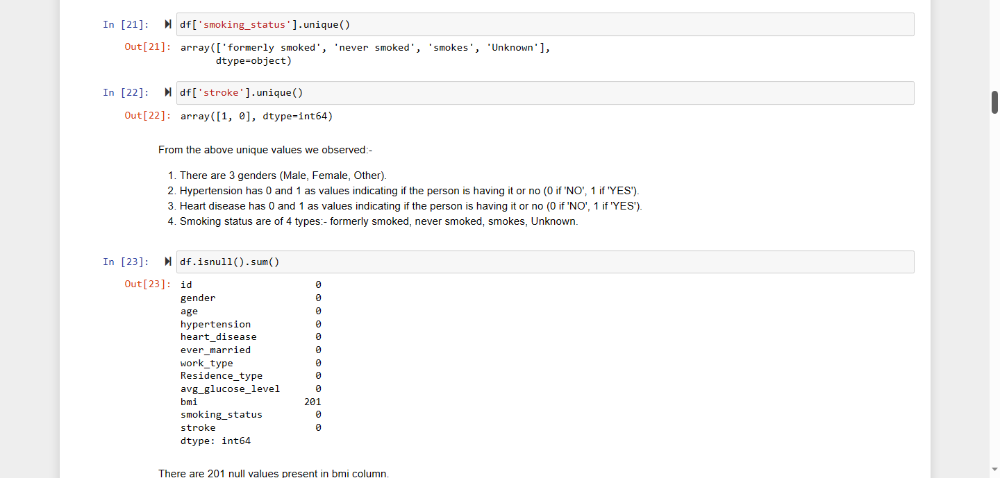 In [21]: df['smoking_status'].unique()
Out[21]: array(['formerly smoked', 'never smoked', 'smokes', 'Unknown'],
dtype=object)
In [22]: df['stroke'].unique()
Out[22]: array([1, 0], dtype=int64)
From the above unique values we observed:-
1. There are 3 genders (Male, Female, Other).
2. Hypertension has 0 and 1 as values indicating if the person is having it or no (0 if 'NO', 1 if 'YES').
3. Heart disease has 0 and 1 as values indicating if the person is having it or no (0 if 'NO', 1 if 'YES').
4. Smoking status are of 4 types:- formerly smoked, never smoked, smokes, Unknown.
In [23]: df.isnull().sum()
Out[23]: id 0
gender 0
age 0
hypertension 0
heart_disease 0
ever_married 0
work_type 0
Residence_type 0
avg_glucose_level 0
bmi 201
smoking_status 0
stroke 0
dtype: int64
There are 201 null values present in bmi column.